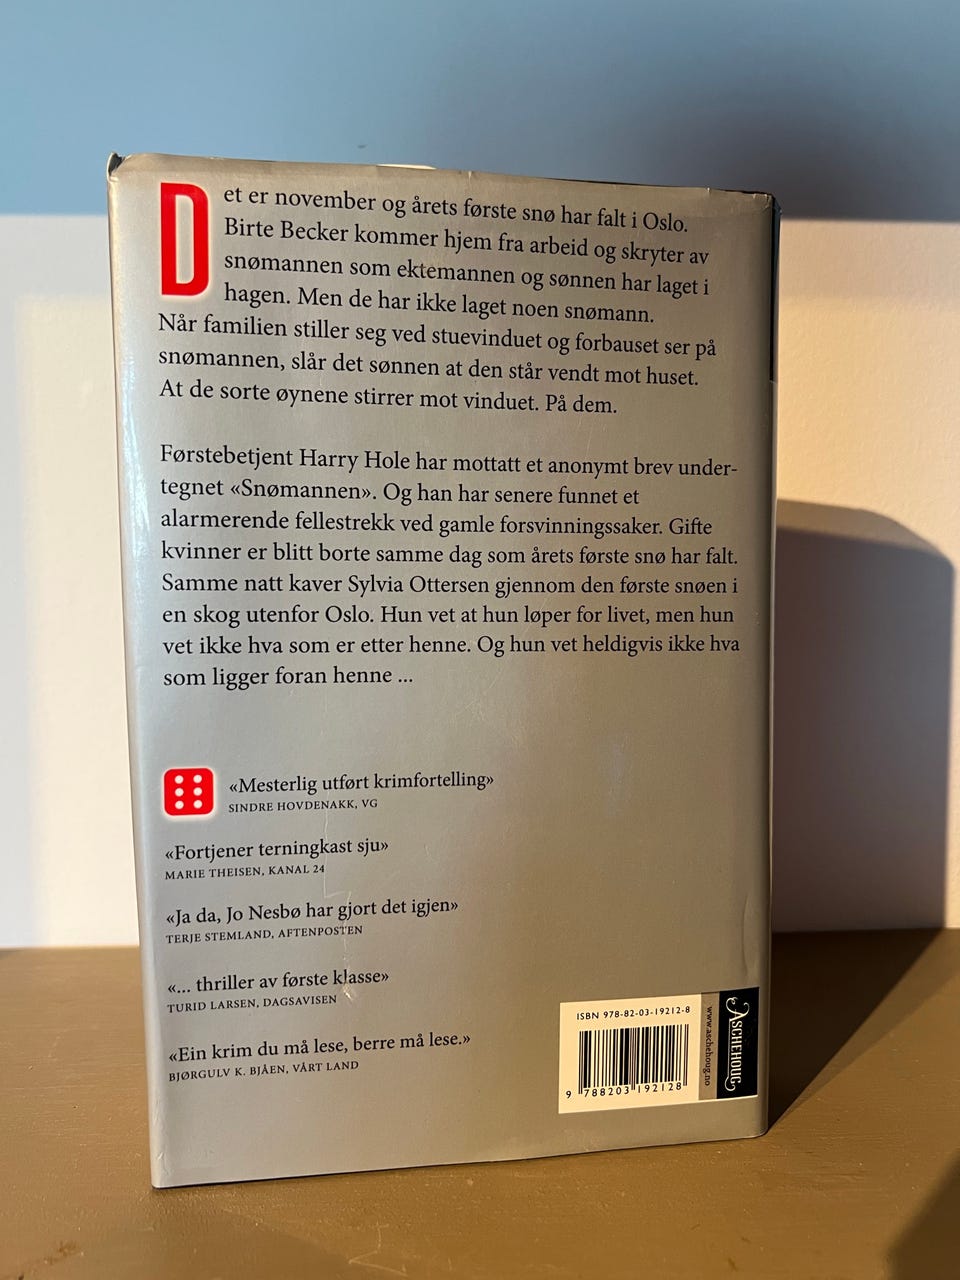 Det er november og årets første snø har falt i Oslo.
Birte Becker kommer hjem fra arbeid og skryter av
snømannen som ektemannen og sønnen har laget i
hagen. Men de har ikke laget noen snømann.
Når familien stiller seg ved stuevinduet og forbauset ser på
snømannen, slår det sønnen at den står vendt mot huset.
At de sorte øynene stirrer mot vinduet. På dem.
Førstebetjent Harry Hole har mottatt et anonymt brev under-
tegnet «Snømannen». Og han har senere funnet et
alarmerende fellestrekk ved gamle forsvinningssaker. Gifte
kvinner er blitt borte samme dag som årets første snø har falt.
Samme natt kaver Sylvia Ottersen gjennom den første snøen i
en skog utenfor Oslo. Hun vet at hun løper for livet, men hun
vet ikke hva som er etter henne. Og hun vet heldigvis ikke hva
som ligger foran henne ...
«Mesterlig utført krimfortelling»
SINDRE HOVDENAKK, VG
«Fortjener terningkast sju»
MARIE THEISEN, KANAL 24
«Ja da, Jo Nesbø har gjort det igjen»
TERJE STEMLAND, AFTENPOSTEN
«... thriller av første klasse»
TURID LARSEN, DAGSAVISEN
«Ein krim du må lese, berre må lese.»
BJØRGULV K. BJÅEN, VÅRT LAND
ISBN 978-82-03-19212-8
9 788203 192128
www.aschehoug.no
ASCHEHOUG